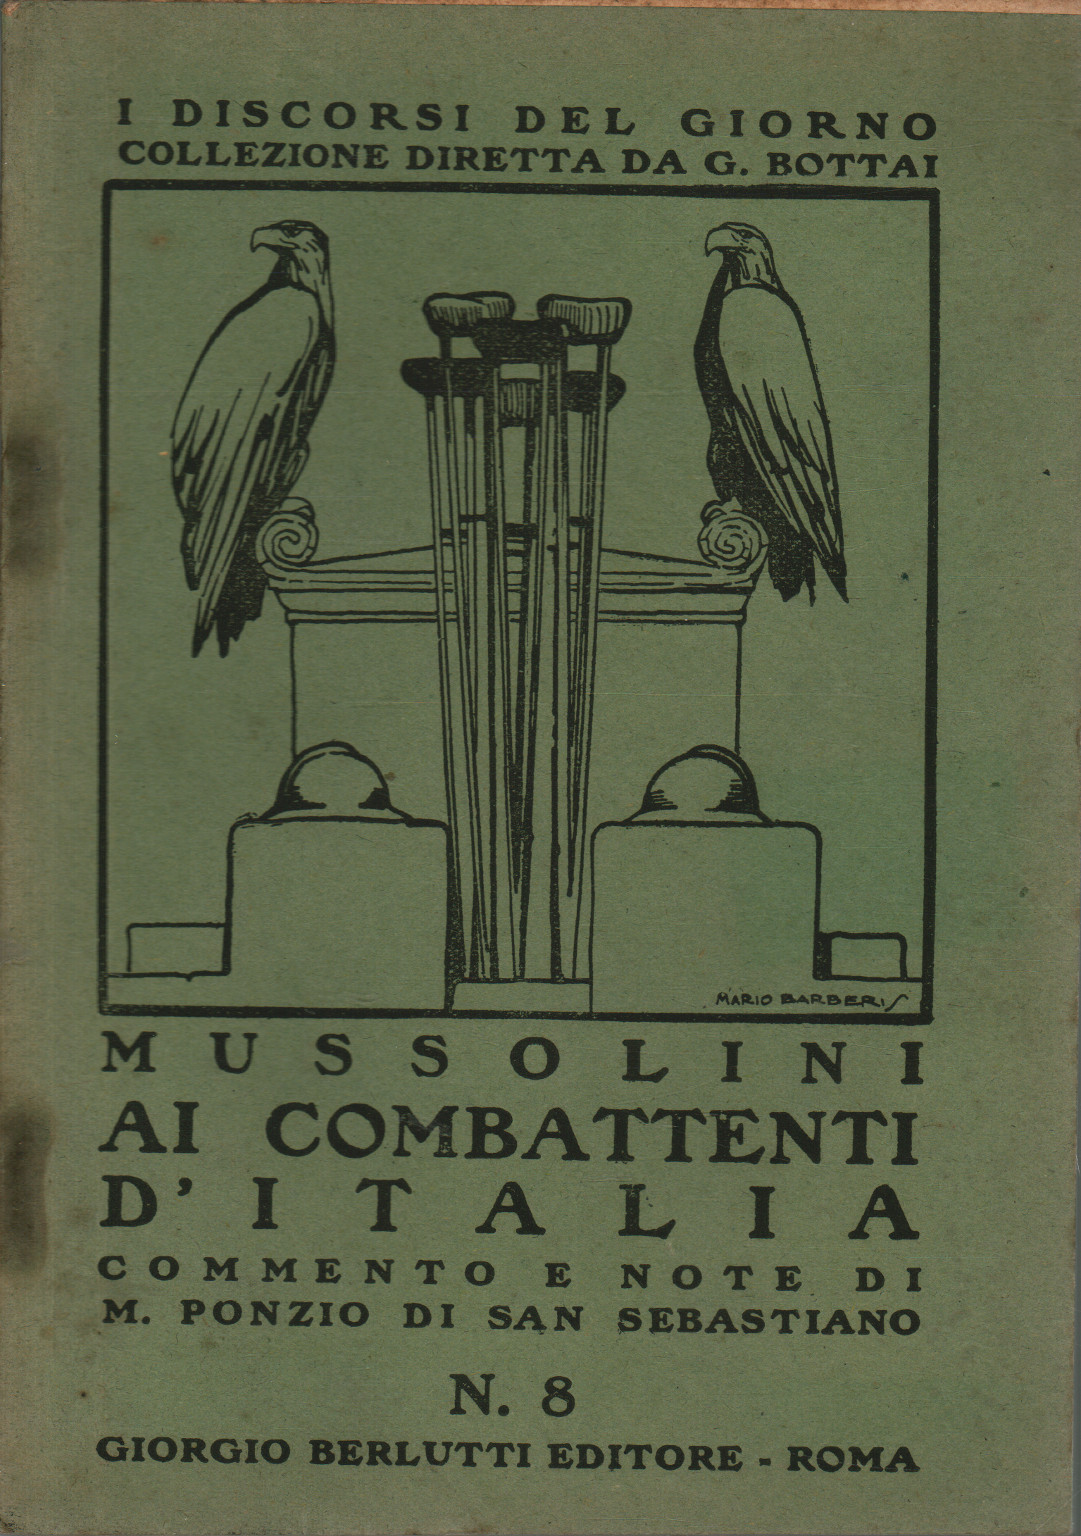 I DISCORSI DEL GIORNO
COLLEZIONE DIRETTA DA G. BOTTAI
MARIO BARBERIS
MUSSOLINI
AI COMBATTENTI
D'ITALIA
COMMENTO E NOTE DI
M. PONZIO DI SAN SEBASTIANO
N. 8
GIORGIO BERLUTTI EDITORE - ROMA